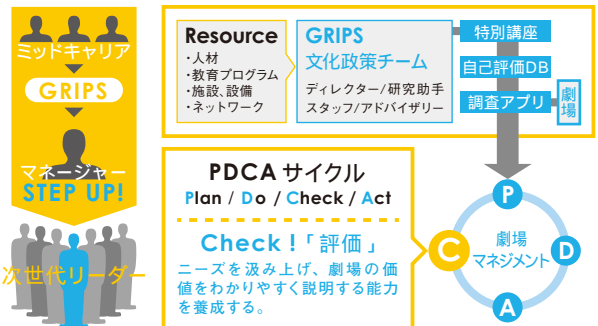 ミッドキャリア
GRIPS
マネージャー
STEP UP!
次世代リーダー
Resource
・人材
・教育プログラム
・施設、設備
・ネットワーク
GRIPS
文化政策チーム
ディレクター/研究助手
スタッフ/アドバイザリー
特別講座
自己評価DB
調査アプリ
劇場
PDCA サイクル
Plan / Do / Check / Act
Check !「評価」
ニーズを汲み上げ、劇場の価
値をわかりやすく説明する能力
を養成する。
P
C
劇場
マネジメント
D
A